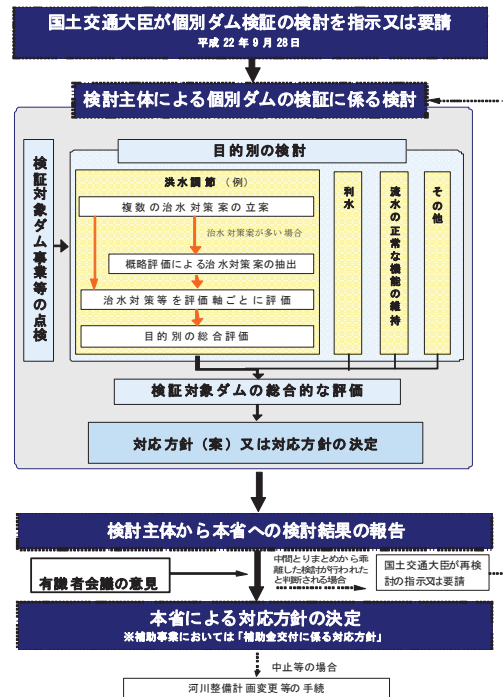 国土交通大臣が個別ダム検証の検討を指示又は要請
平成 22 年 9 月 28日
検討主体による個別ダムの検証に係る検討
検証対象ダム事業等の点検
目的別の検討
洪水調節（例）
複数の治水対策案の立案
治水対策案が多い場合
概略評価による治水対策案の抽出
治水対策等を評価軸ごとに評価
目的別の総合評価
利水
流水の正常な機能の維持
その他
検証対象ダムの総合的な評価
対応方針（案）又は対応方針の決定
検討主体から本省への検討結果の報告
有識者会議の意見
中間とりまとめから乖
離した検討が行われた
と判断される場合
国土交通大臣が再検
討の指示又は要請
本省による対応方針の決定
※補助事業においては「補助金交付に係る対応方針」
中止等の場合
河川整備計画変更等の手続